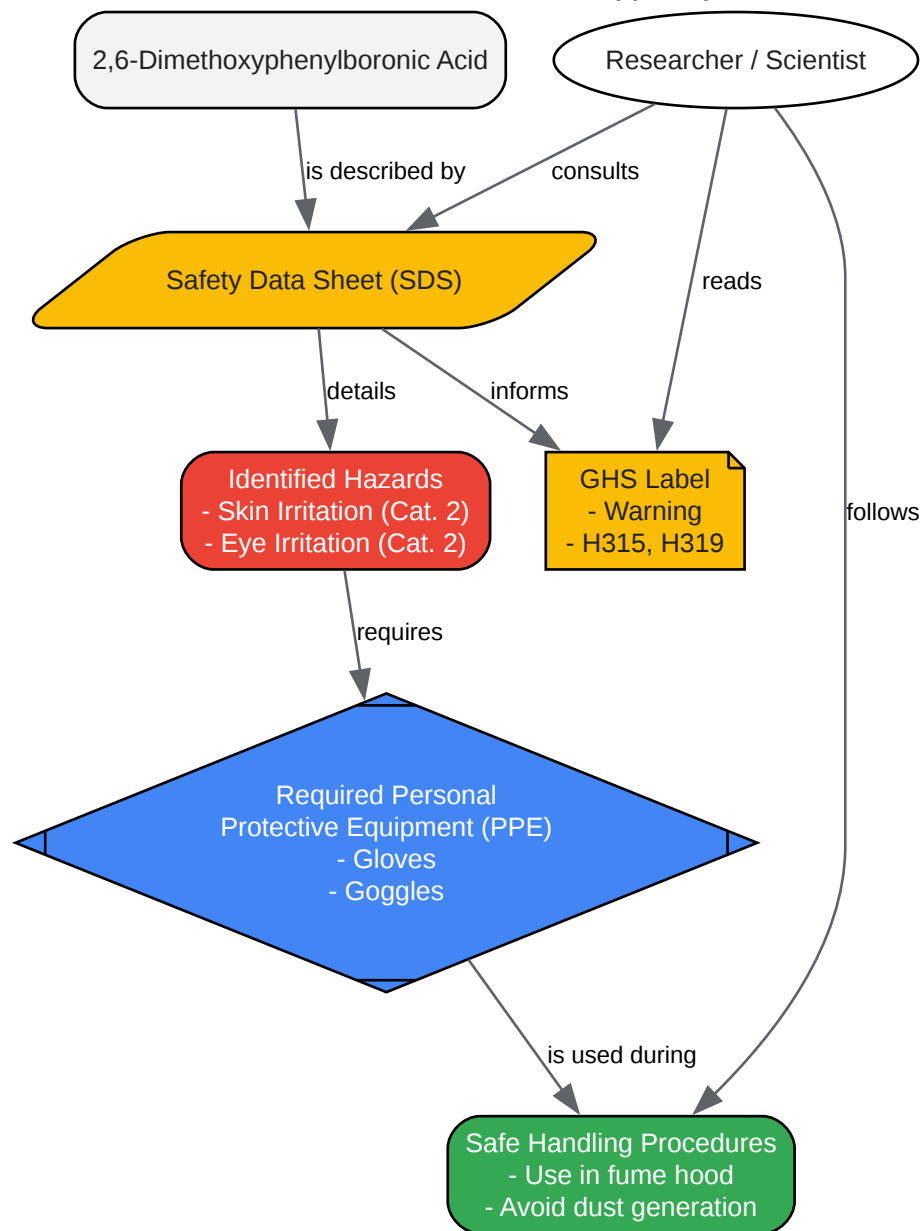 2,6-Dimethoxyphenylboronic Acid
Researcher / Scientist
is described by
consults
Safety Data Sheet (SDS)
reads
details
informs
Identified Hazards
- Skin Irritation (Cat. 2)
- Eye Irritation (Cat. 2)
GHS Label
- Warning
- H315, H319
follows
requires
Required Personal
Protective Equipment (PPE)
- Gloves
- Goggles
is used during
Safe Handling Procedures
- Use in fume hood
- Avoid dust generation